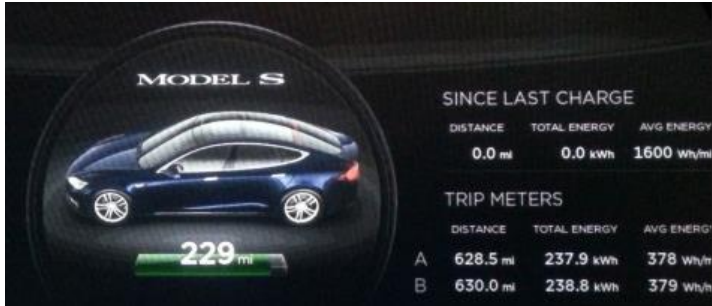 MODEL S
229 mi
SINCE LAST CHARGE
DISTANCE TOTAL ENERGY AVG ENERGY
0.0 mi 0.0 kWh 1600 Wh/mi
TRIP METERS
DISTANCE TOTAL ENERGY AVG ENERG
A 628.5 mi 237.9 kWh 378 Wh/m
B 630.0 mi 238.8 kWh 379 Wh/m